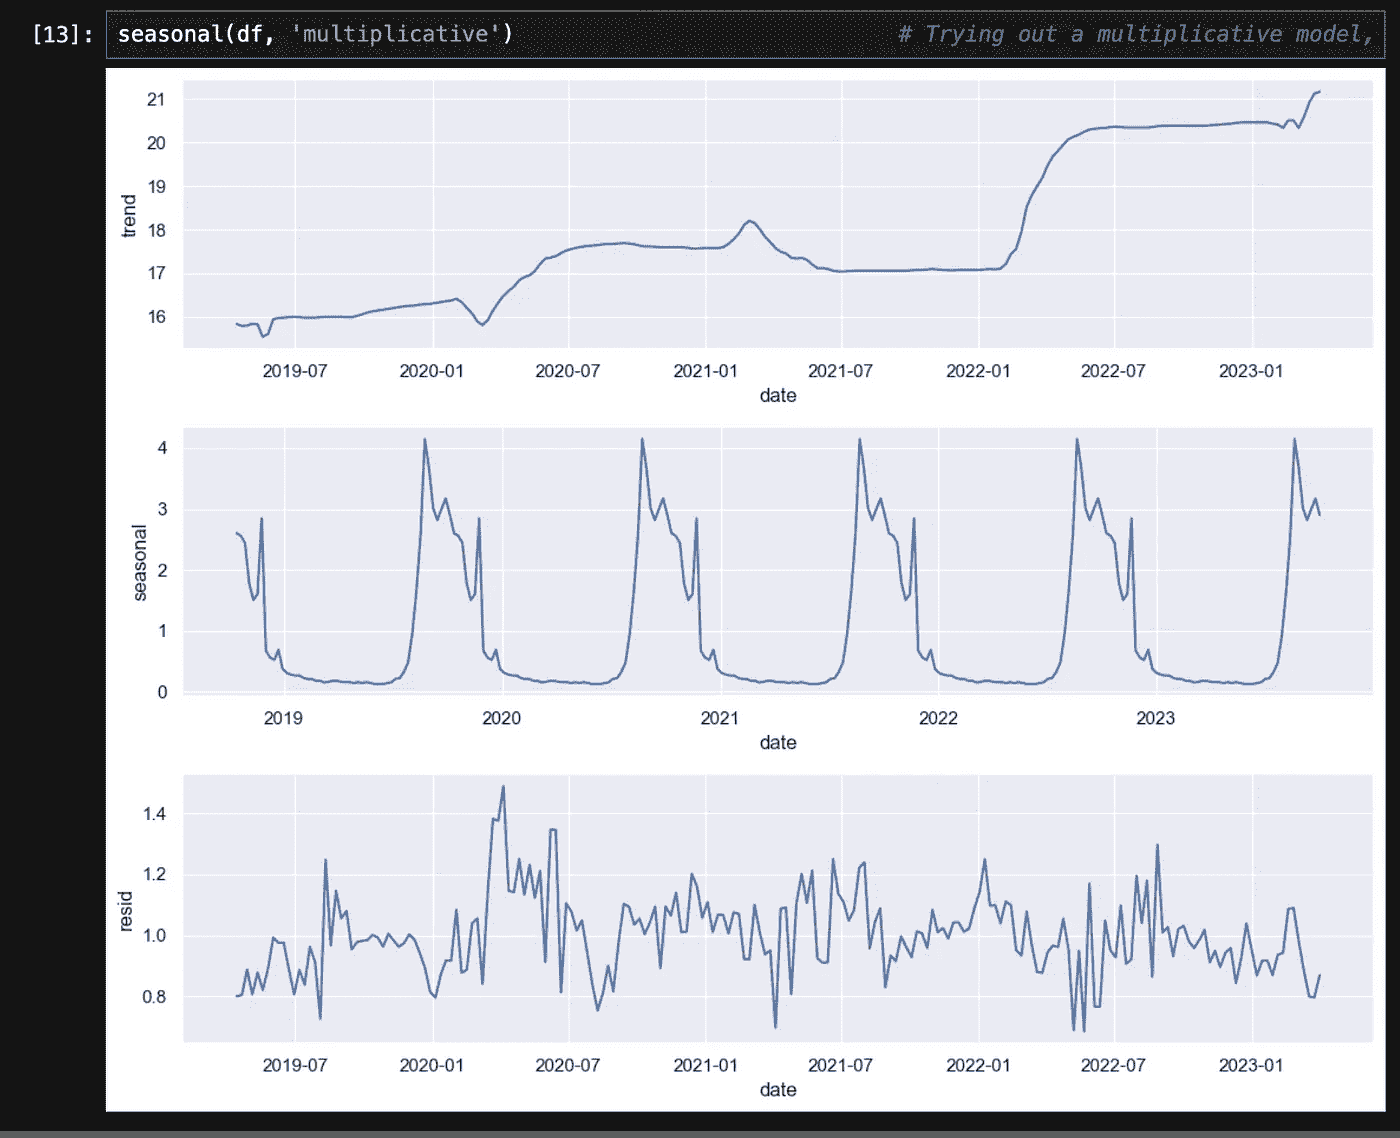 [13]: seasonal(df, 'multiplicative') # Trying out a multiplicative model,
21
20
19
18
17
16
trend
2019-07 2020-01 2020-07 2021-01 2021-07 2022-01 2022-07 2023-01
date
4
3
2
1
0
seasonal
2019 2020 2021 2022 2023
date
1.4
1.2
1.0
0.8
resid
2019-07 2020-01 2020-07 2021-01 2021-07 2022-01 2022-07 2023-01
date